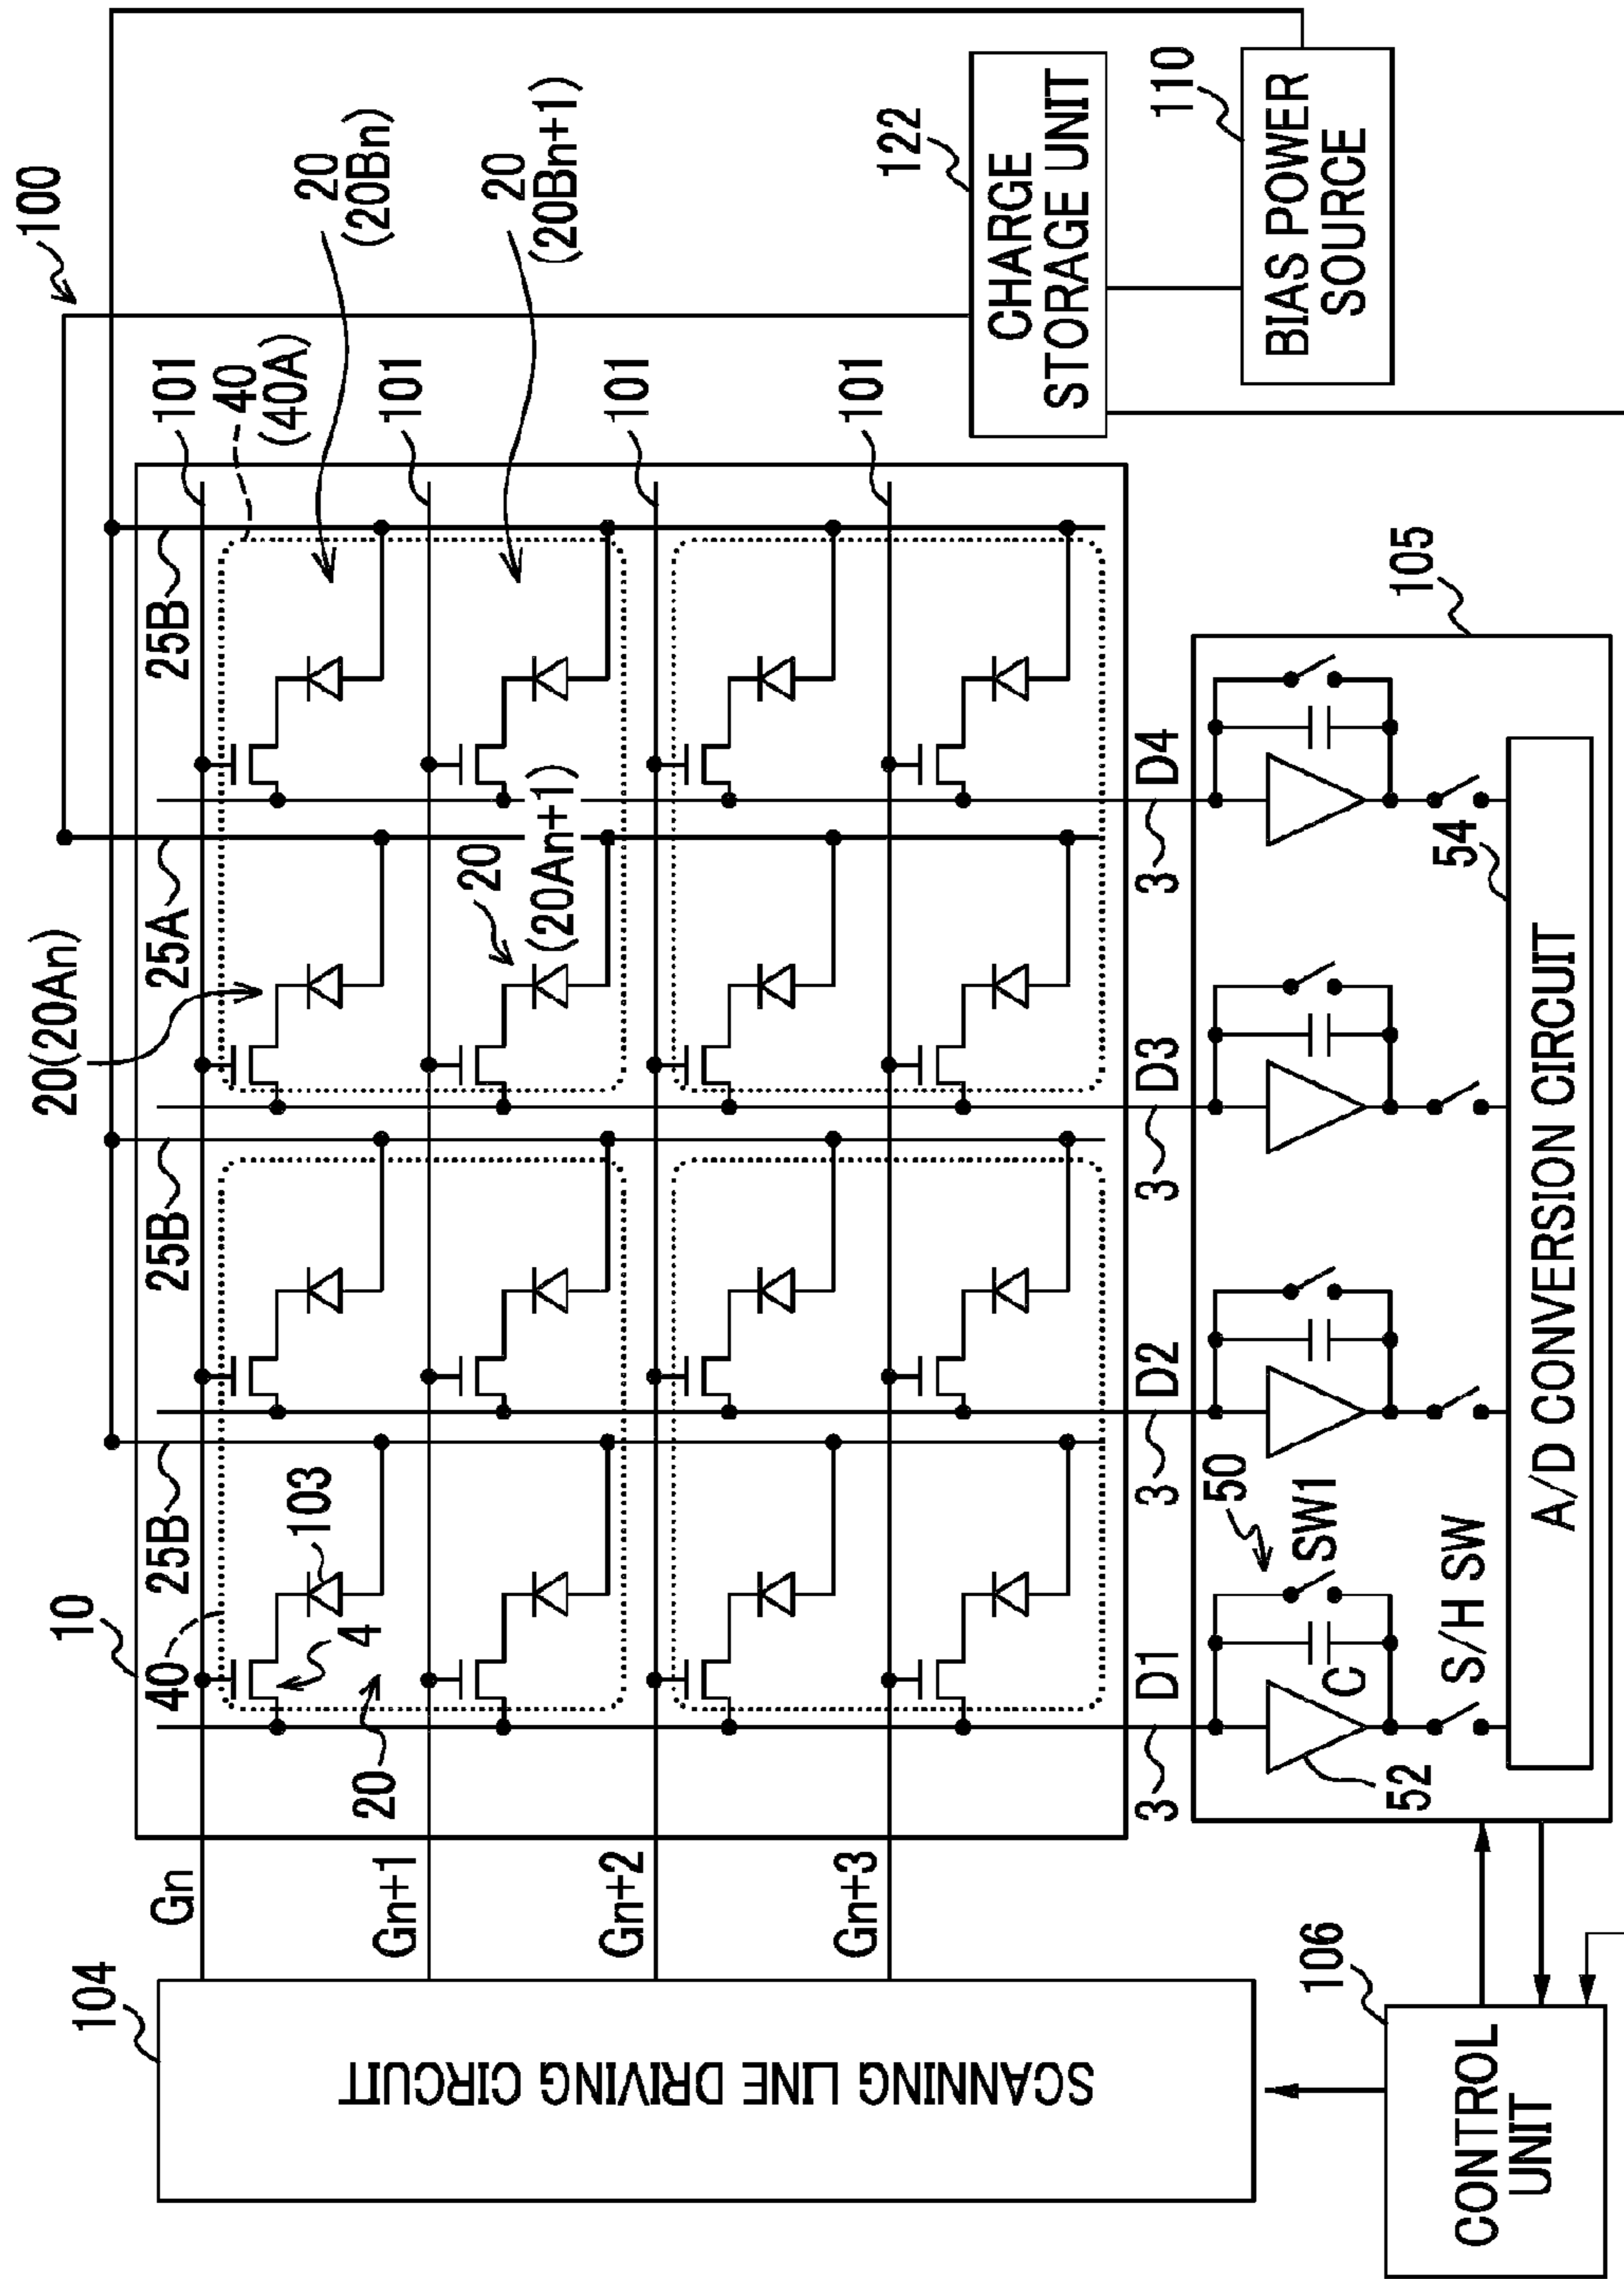 100
20(20An)
25B
25B
25A
25B
101
40
(40A)
20
(20Bn)
101
20
(20Bn+1)
101
101
10
40
103
4
20
20
(20An+1)
104
SCANNING LINE DRIVING CIRCUIT
Gn
Gn+1
Gn+2
Gn+3
122
CHARGE
STORAGE UNIT
110
BIAS POWER
SOURCE
3
D1
3
D2
3
D3
3
D4
105
50
SW1
C
52
S/H SW
54
A/D CONVERSION CIRCUIT
106
CONTROL
UNIT